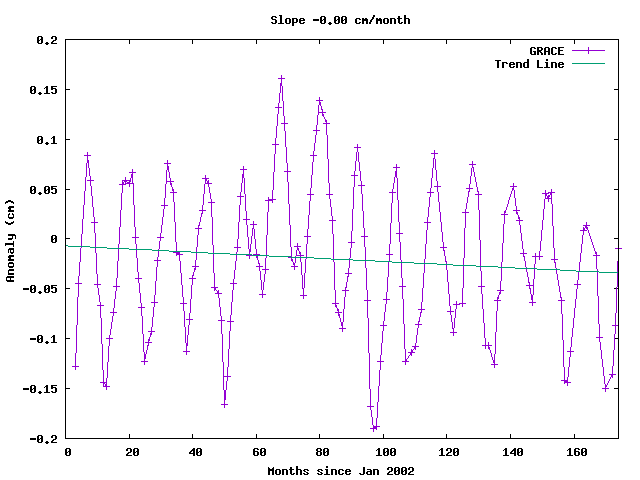 Slope -0.00 cm/month
GRACE
Trend Line
0.2
0.15
0.1
0.05
0
-0.05
-0.1
-0.15
-0.2
Anomaly (cm)
0 20 40 60 80 100 120 140 160
Months since Jan 2002